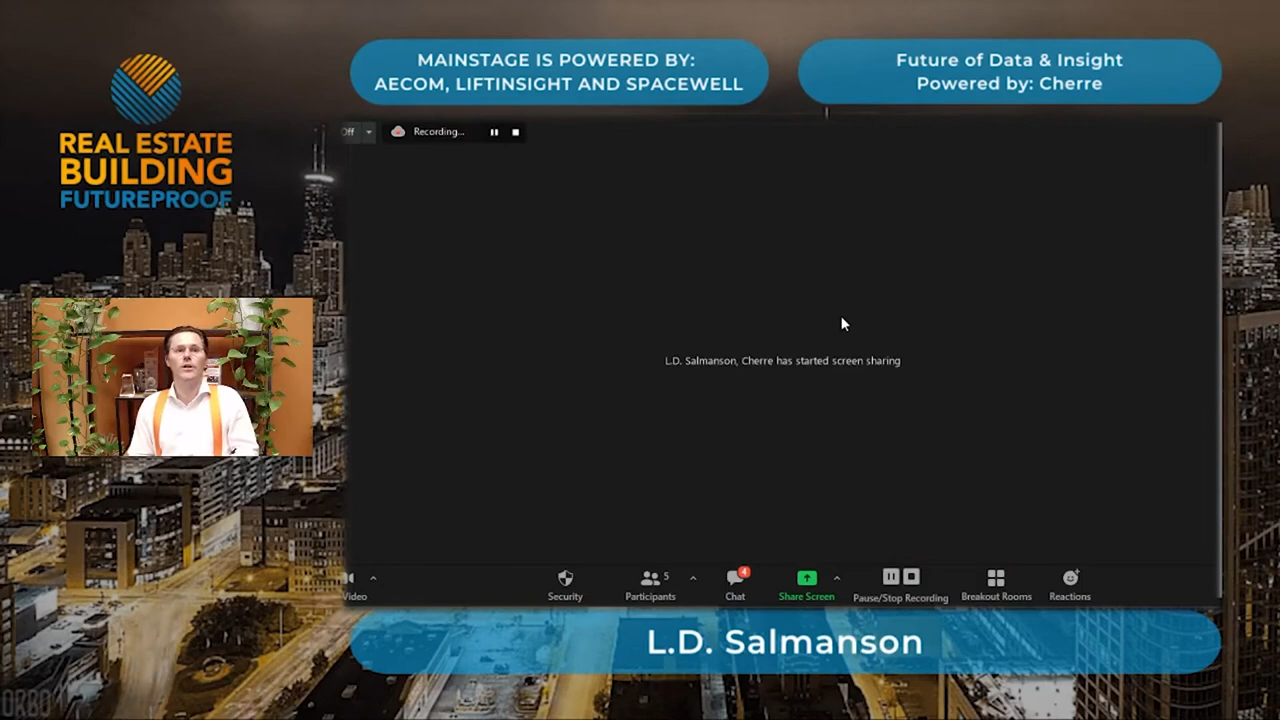 MAINSTAGE IS POWERED BY:
AECOM, LIFTINSIGHT AND SPACEWELL
Future of Data & Insight
Powered by: Cherre
REAL ESTATE
BUILDING
FUTUREPROOF
Off
Recording...
L.D. Salmanson, Cherre has started screen sharing
Video
Security
5
Participants
4
Chat
Share Screen
Pause/Stop Recording
Breakout Rooms
Reactions
L.D. Salmanson
ORBO